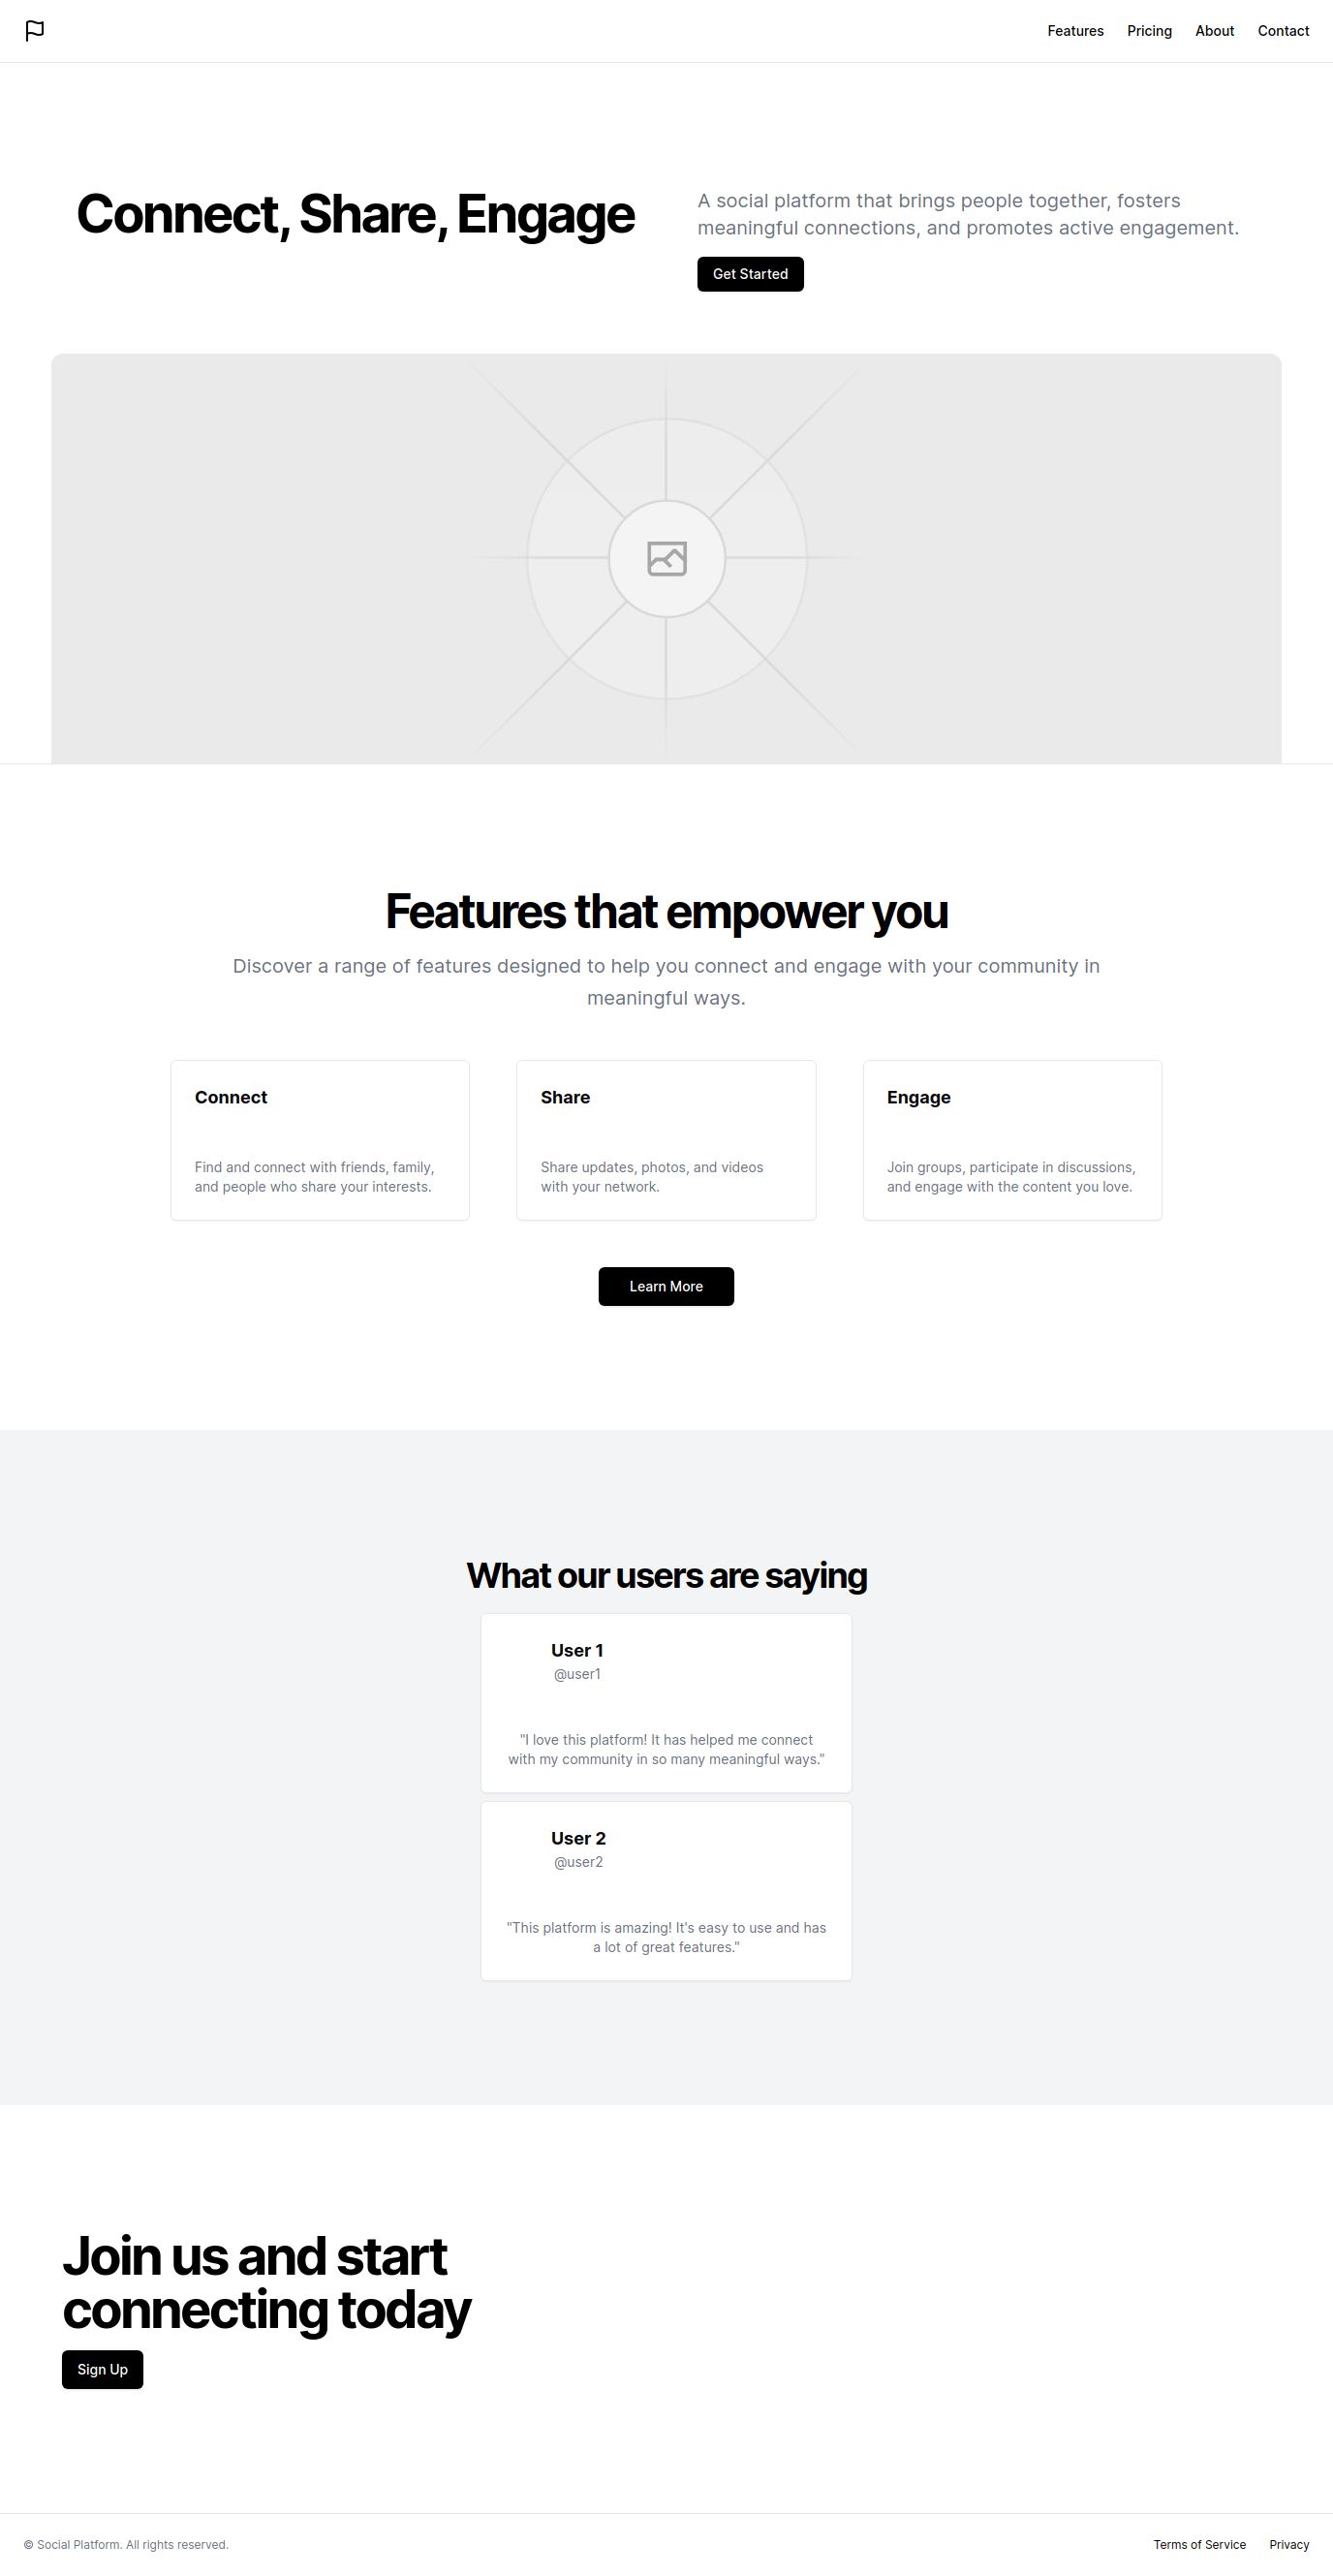 Features Pricing About Contact
Connect, Share, Engage
A social platform that brings people together, fosters
meaningful connections, and promotes active engagement.
Get Started
Features that empower you
Discover a range of features designed to help you connect and engage with your community in
meaningful ways.
Connect
Find and connect with friends, family,
and people who share your interests.
Share
Share updates, photos, and videos
with your network.
Engage
Join groups, participate in discussions,
and engage with the content you love.
Learn More
What our users are saying
User 1
@user1
"I love this platform! It has helped me connect
with my community in so many meaningful ways."
User 2
@user2
"This platform is amazing! It's easy to use and has
a lot of great features."
Join us and start
connecting today
Sign Up
© Social Platform. All rights reserved.
Terms of Service Privacy